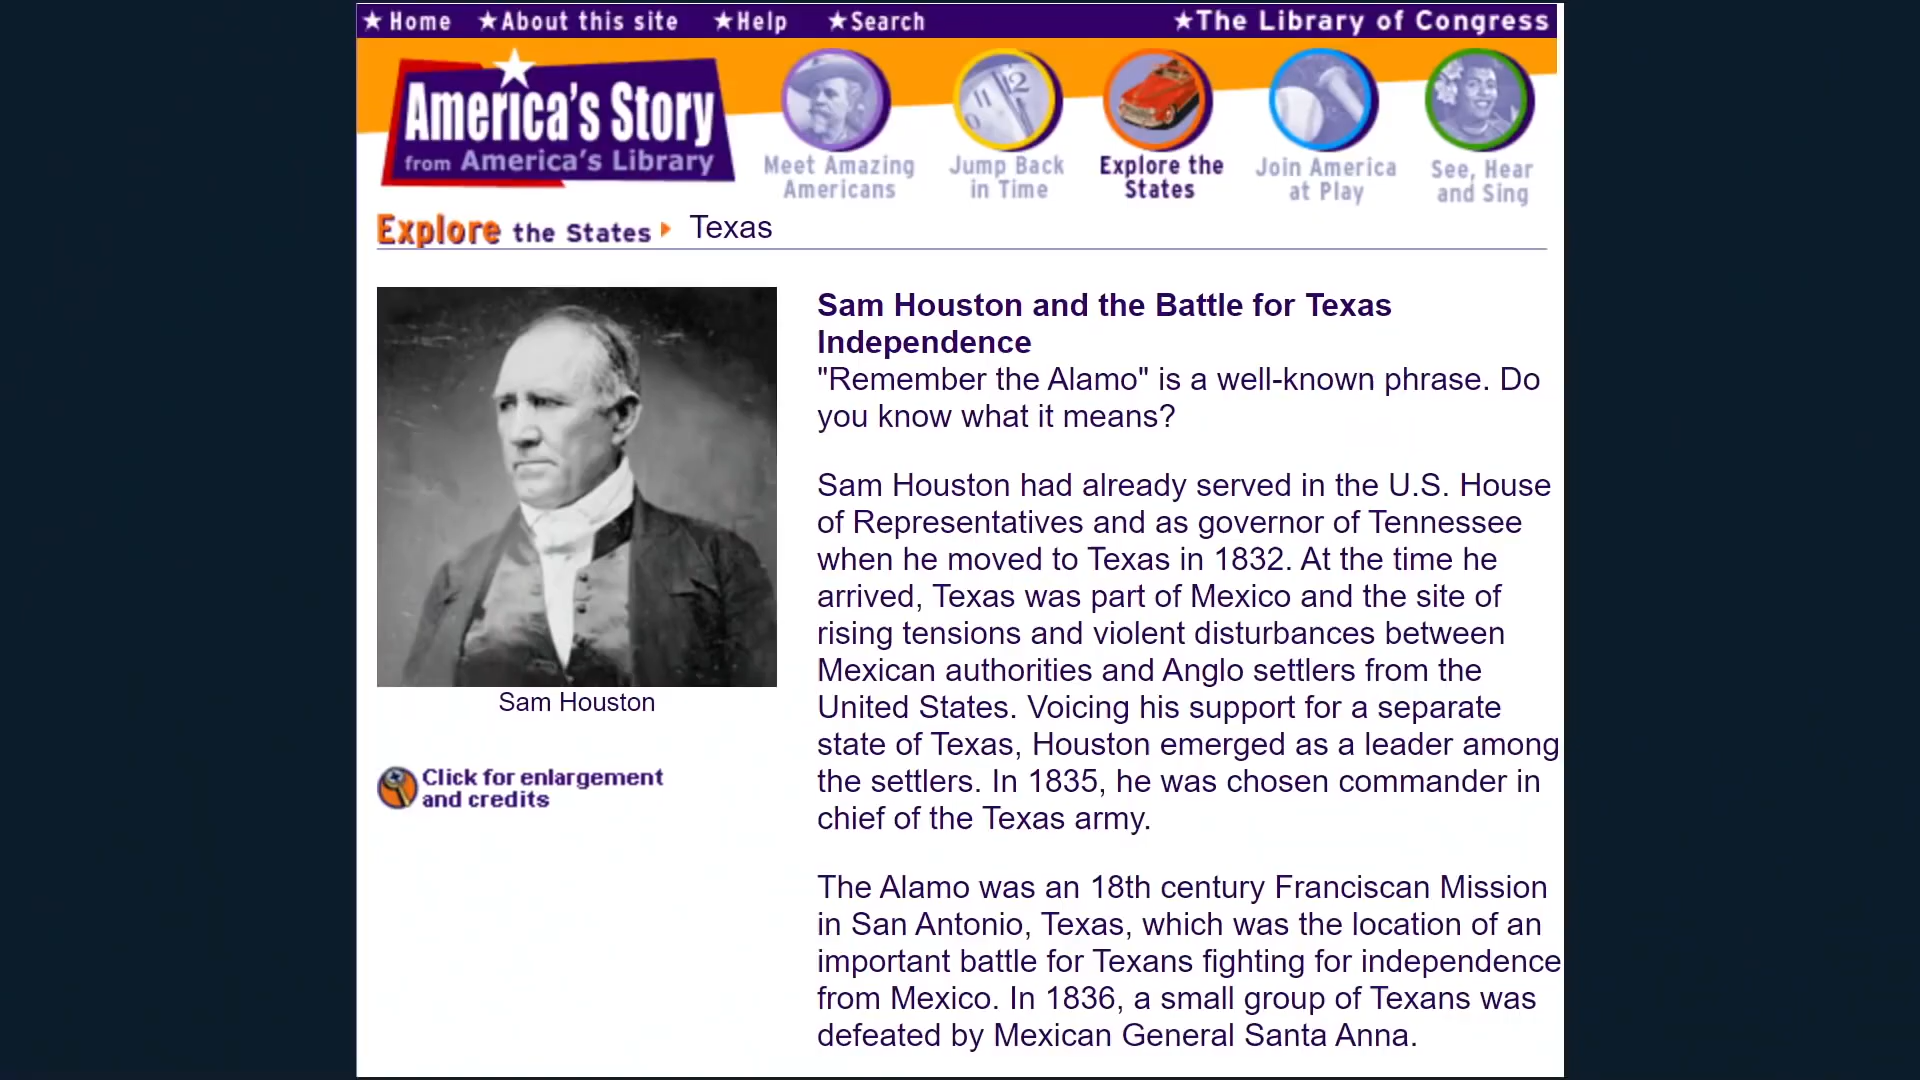 ★Home ★About this site ★Help ★Search ★The Library of Congress
America's Story
from America's Library
Meet Amazing
Americans
Jump Back
in Time
Explore the
States
Join America
at Play
See, Hear
and Sing
Explore the States Texas
Sam Houston and the Battle for Texas
Independence
"Remember the Alamo" is a well-known phrase. Do
you know what it means?
Sam Houston had already served in the U.S. House
of Representatives and as governor of Tennessee
when he moved to Texas in 1832. At the time he
arrived, Texas was part of Mexico and the site of
rising tensions and violent disturbances between
Mexican authorities and Anglo settlers from the
United States. Voicing his support for a separate
state of Texas, Houston emerged as a leader among
the settlers. In 1835, he was chosen commander in
chief of the Texas army.
The Alamo was an 18th century Franciscan Mission
in San Antonio, Texas, which was the location of an
important battle for Texans fighting for independence
from Mexico. In 1836, a small group of Texans was
defeated by Mexican General Santa Anna.
Sam Houston
Click for enlargement
and credits
12
11